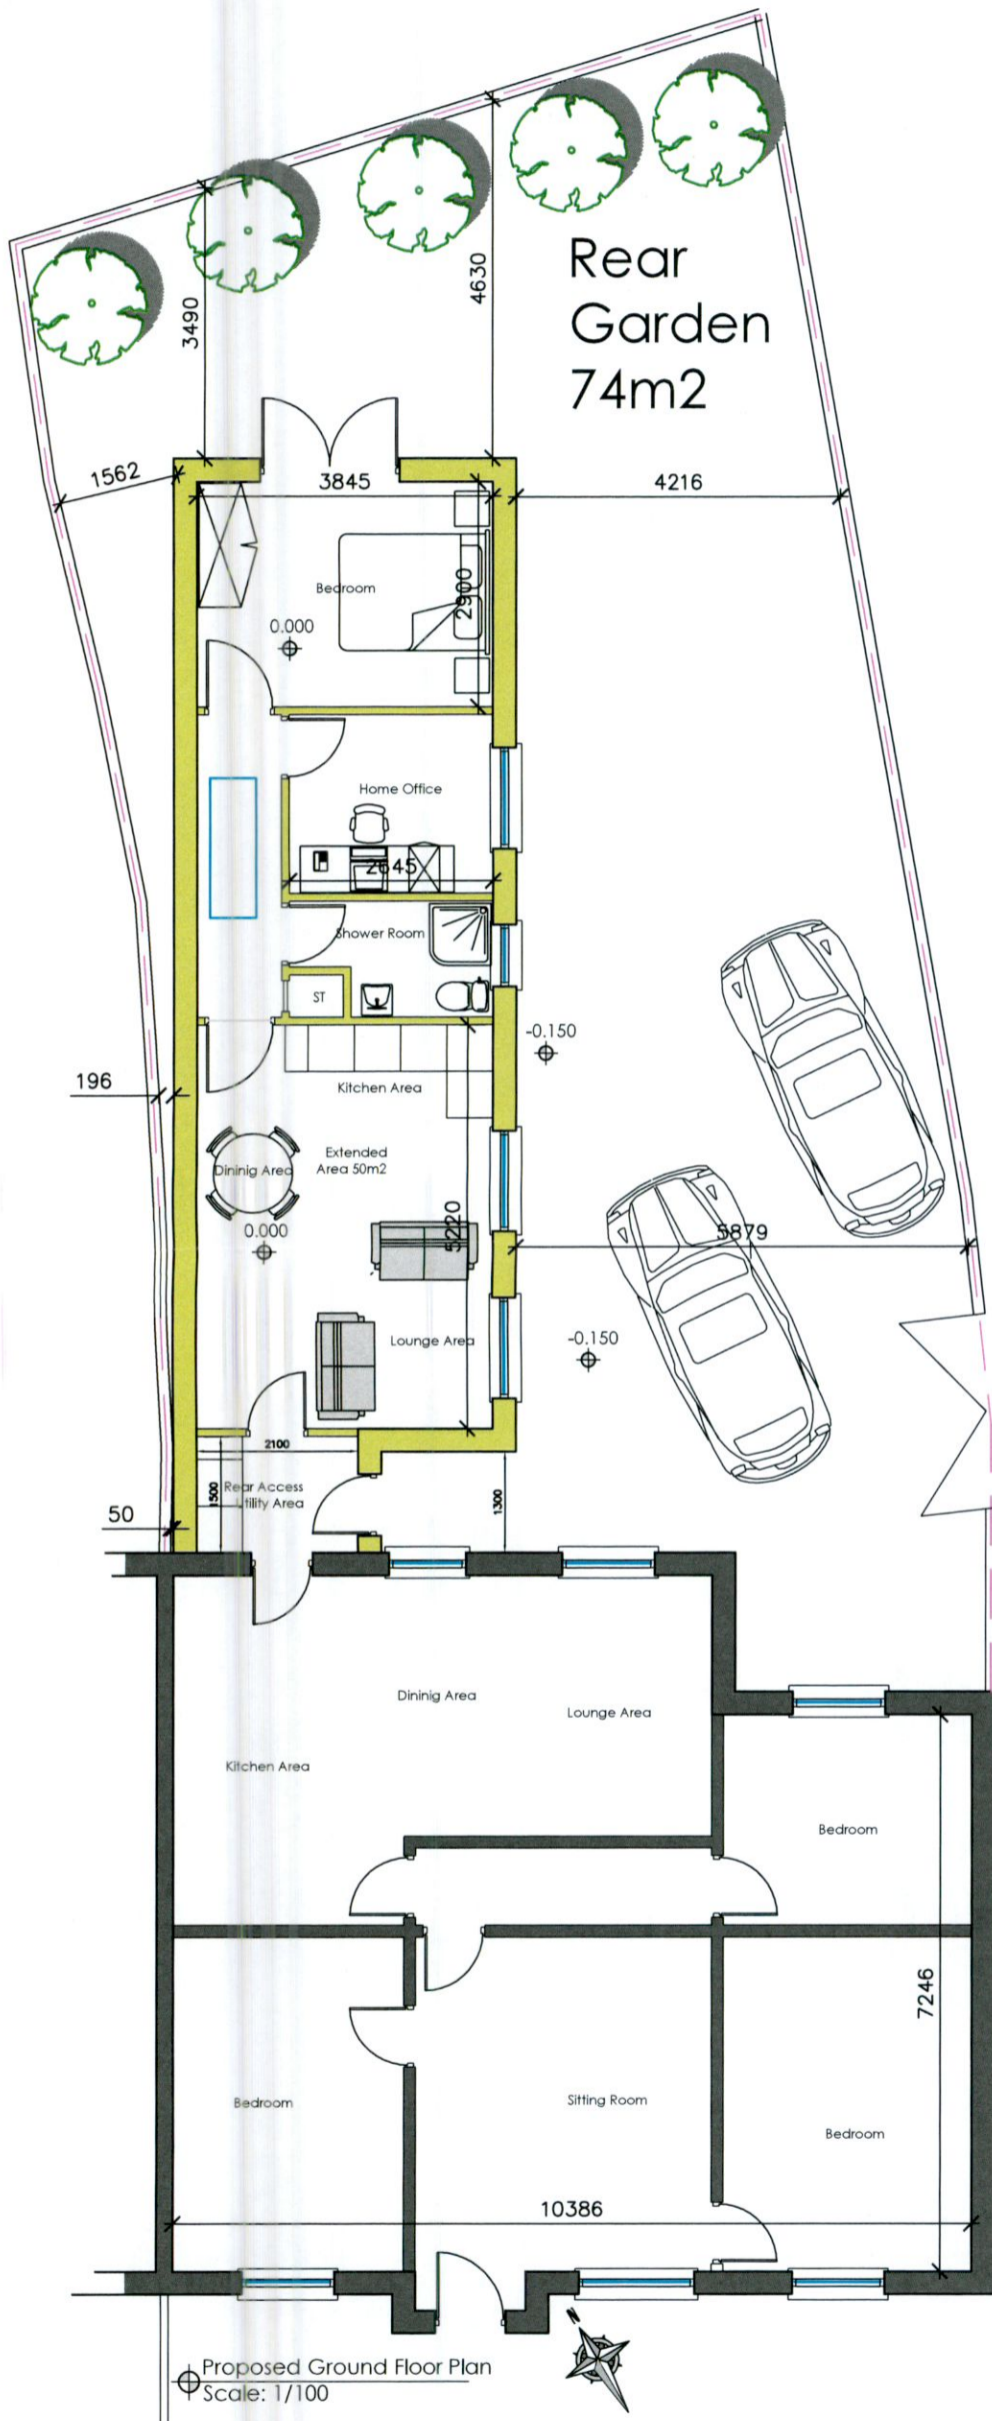 Rear
Garden
74m2
3490
4630
1562
3845
4216
Bedroom
2900
0.000
Home Office
2645
Shower Room
ST
-0.150
196
Kitchen Area
Extended
Area 50m2
Dininig Area
0.000
5220
5879
Lounge Area
-0.150
2100
1500
Rear Access
Utility Area
1300
50
Dininig Area
Lounge Area
Kitchen Area
Bedroom
7246
Bedroom
Sitting Room
Bedroom
10386
N
Proposed Ground Floor Plan
Scale: 1/100